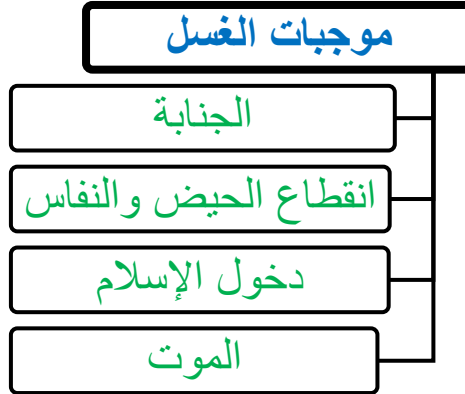 موجبات الغسل
الجنابة
انقطاع الحيض والنفاس
دخول الإسلام
الموت